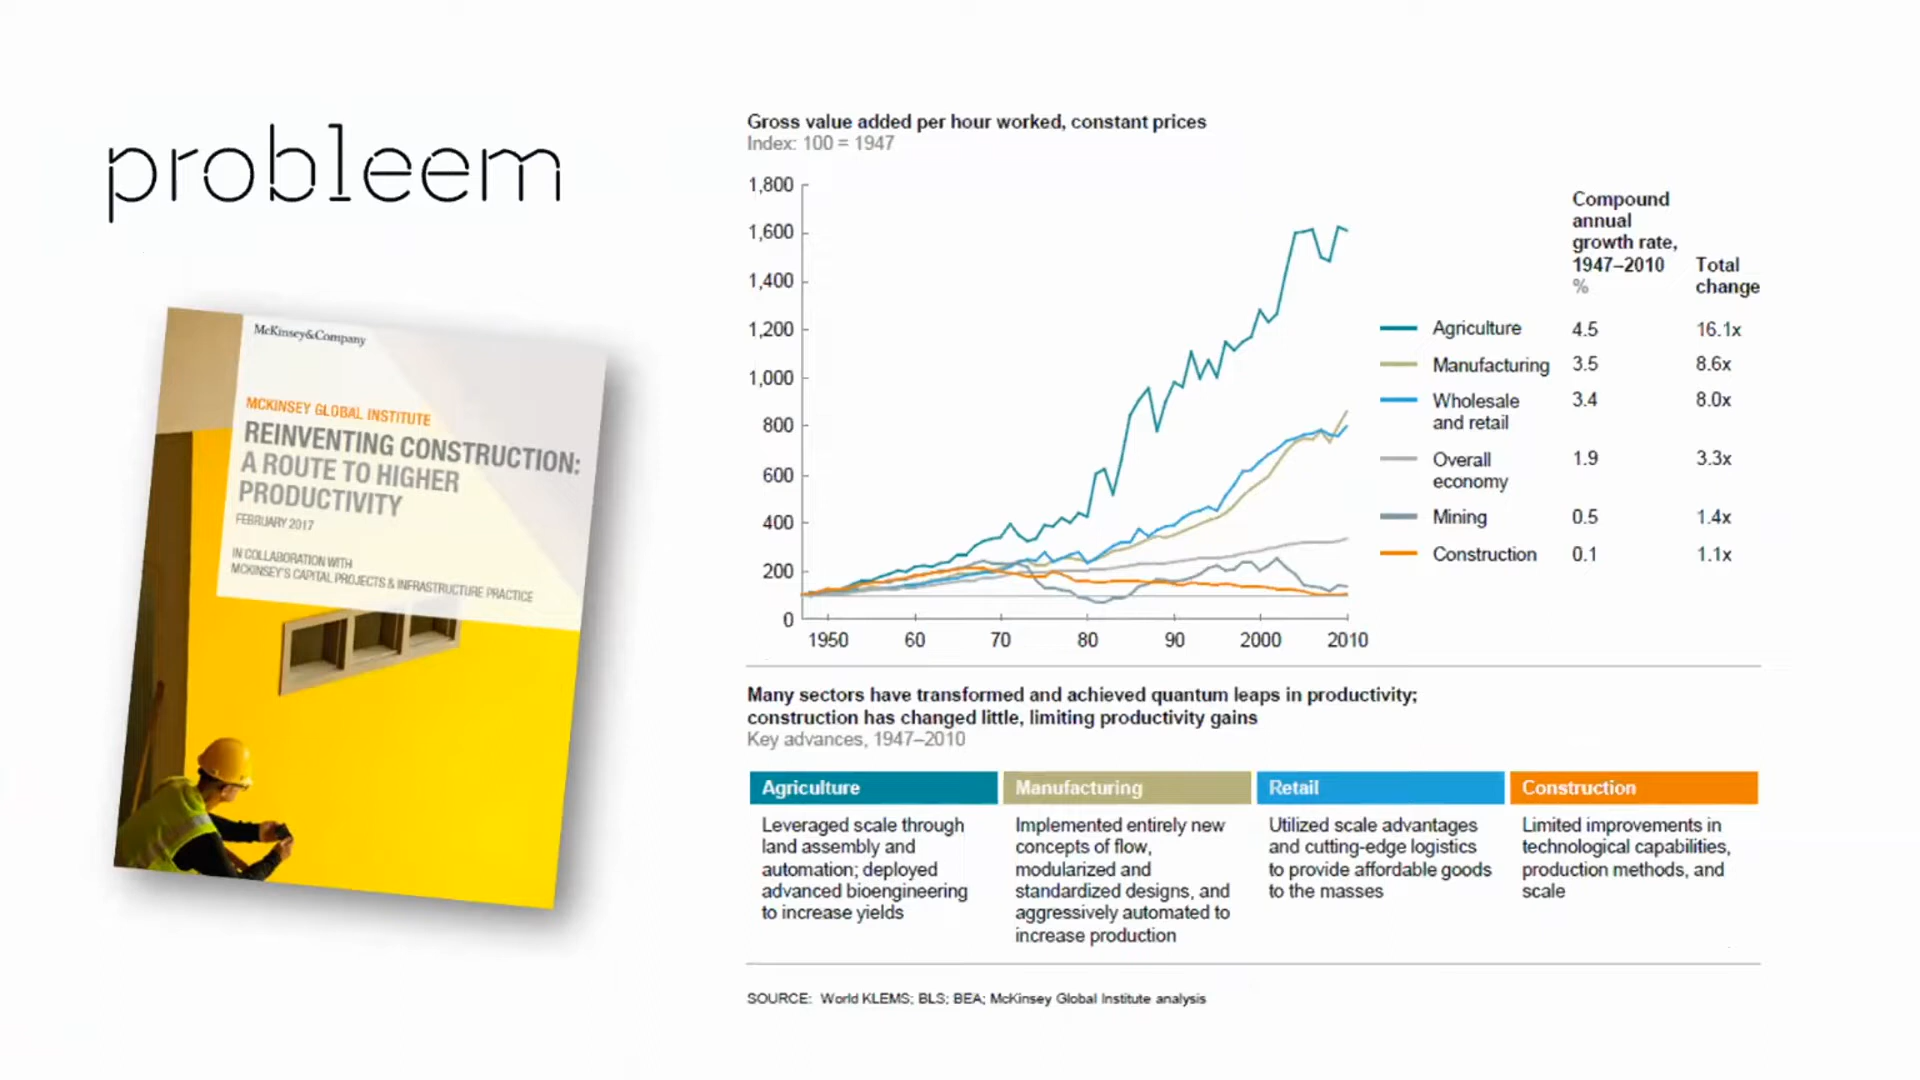 probleem
McKinsey&Company
MCKINSEY GLOBAL INSTITUTE
REINVENTING CONSTRUCTION:
A ROUTE TO HIGHER
PRODUCTIVITY
FEBRUARY 2017
IN COLLABORATION WITH
MCKINSEY'S CAPITAL PROJECTS & INFRASTRUCTURE PRACTICE
Gross value added per hour worked, constant prices
Index: 100 = 1947
1,800
1,600
1,400
1,200
1,000
800
600
400
200
0
1950 60 70 80 90 2000 2010
Compound
annual
growth rate,
1947–2010
%
Total
change
Agriculture 4.5 16.1x
Manufacturing 3.5 8.6x
Wholesale
and retail 3.4 8.0x
Overall
economy 1.9 3.3x
Mining 0.5 1.4x
Construction 0.1 1.1x
Many sectors have transformed and achieved quantum leaps in productivity;
construction has changed little, limiting productivity gains
Key advances, 1947–2010
Agriculture
Leveraged scale through
land assembly and
automation; deployed
advanced bioengineering
to increase yields
Manufacturing
Implemented entirely new
concepts of flow,
modularized and
standardized designs, and
aggressively automated to
increase production
Retail
Utilized scale advantages
and cutting-edge logistics
to provide affordable goods
to the masses
Construction
Limited improvements in
technological capabilities,
production methods, and
scale
SOURCE: World KLEMS; BLS; BEA; McKinsey Global Institute analysis